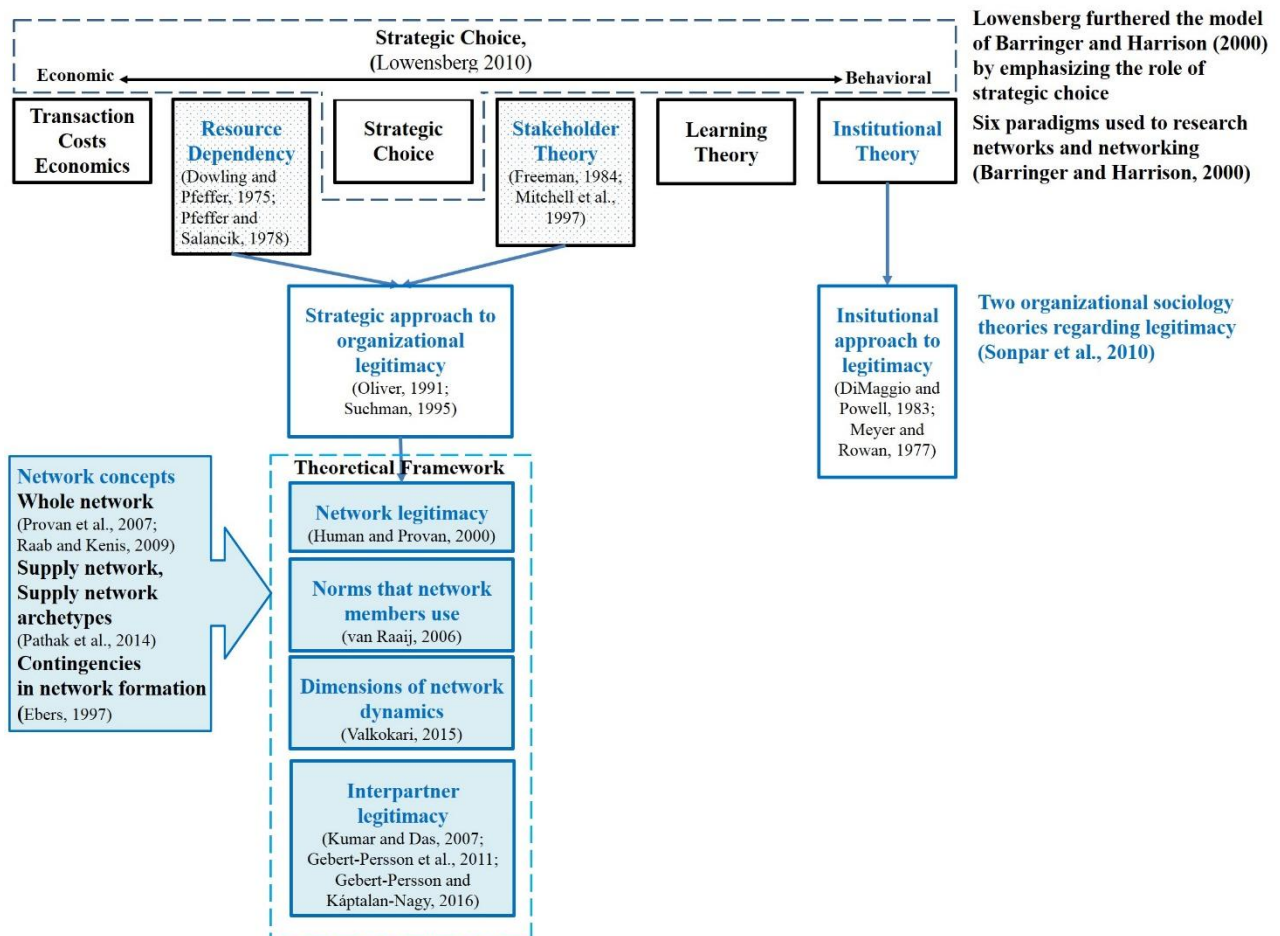 Strategic Choice,
(Lowensberg 2010)
Economic
Behavioral
Lowensberg furthered the model
of Barringer and Harrison (2000)
by emphasizing the role of
strategic choice
Six paradigms used to research
networks and networking
(Barringer and Harrison, 2000)
Transaction
Costs
Economics
Resource
Dependency
(Dowling and
Pfeffer, 1975;
Pfeffer and
Salancik, 1978)
Strategic
Choice
Stakeholder
Theory
(Freeman, 1984;
Mitchell et al.,
1997)
Learning
Theory
Institutional
Theory
Strategic approach to
organizational
legitimacy
(Oliver, 1991;
Suchman, 1995)
Insitutional
approach to
legitimacy
(DiMaggio and
Powell, 1983;
Meyer and
Rowan, 1977)
Two organizational sociology
theories regarding legitimacy
(Sonpar et al., 2010)
Network concepts
Whole network
(Provan et al., 2007;
Raab and Kenis, 2009)
Supply network,
Supply network
archetypes
(Pathak et al., 2014)
Contingencies
in network formation
(Ebers, 1997)
Theoretical Framework
Network legitimacy
(Human and Provan, 2000)
Norms that network
members use
(van Raaij, 2006)
Dimensions of network
dynamics
(Valkokari, 2015)
Interpartner
legitimacy
(Kumar and Das, 2007;
Gebert-Persson et al., 2011;
Gebert-Persson and
Káptalan-Nagy, 2016)